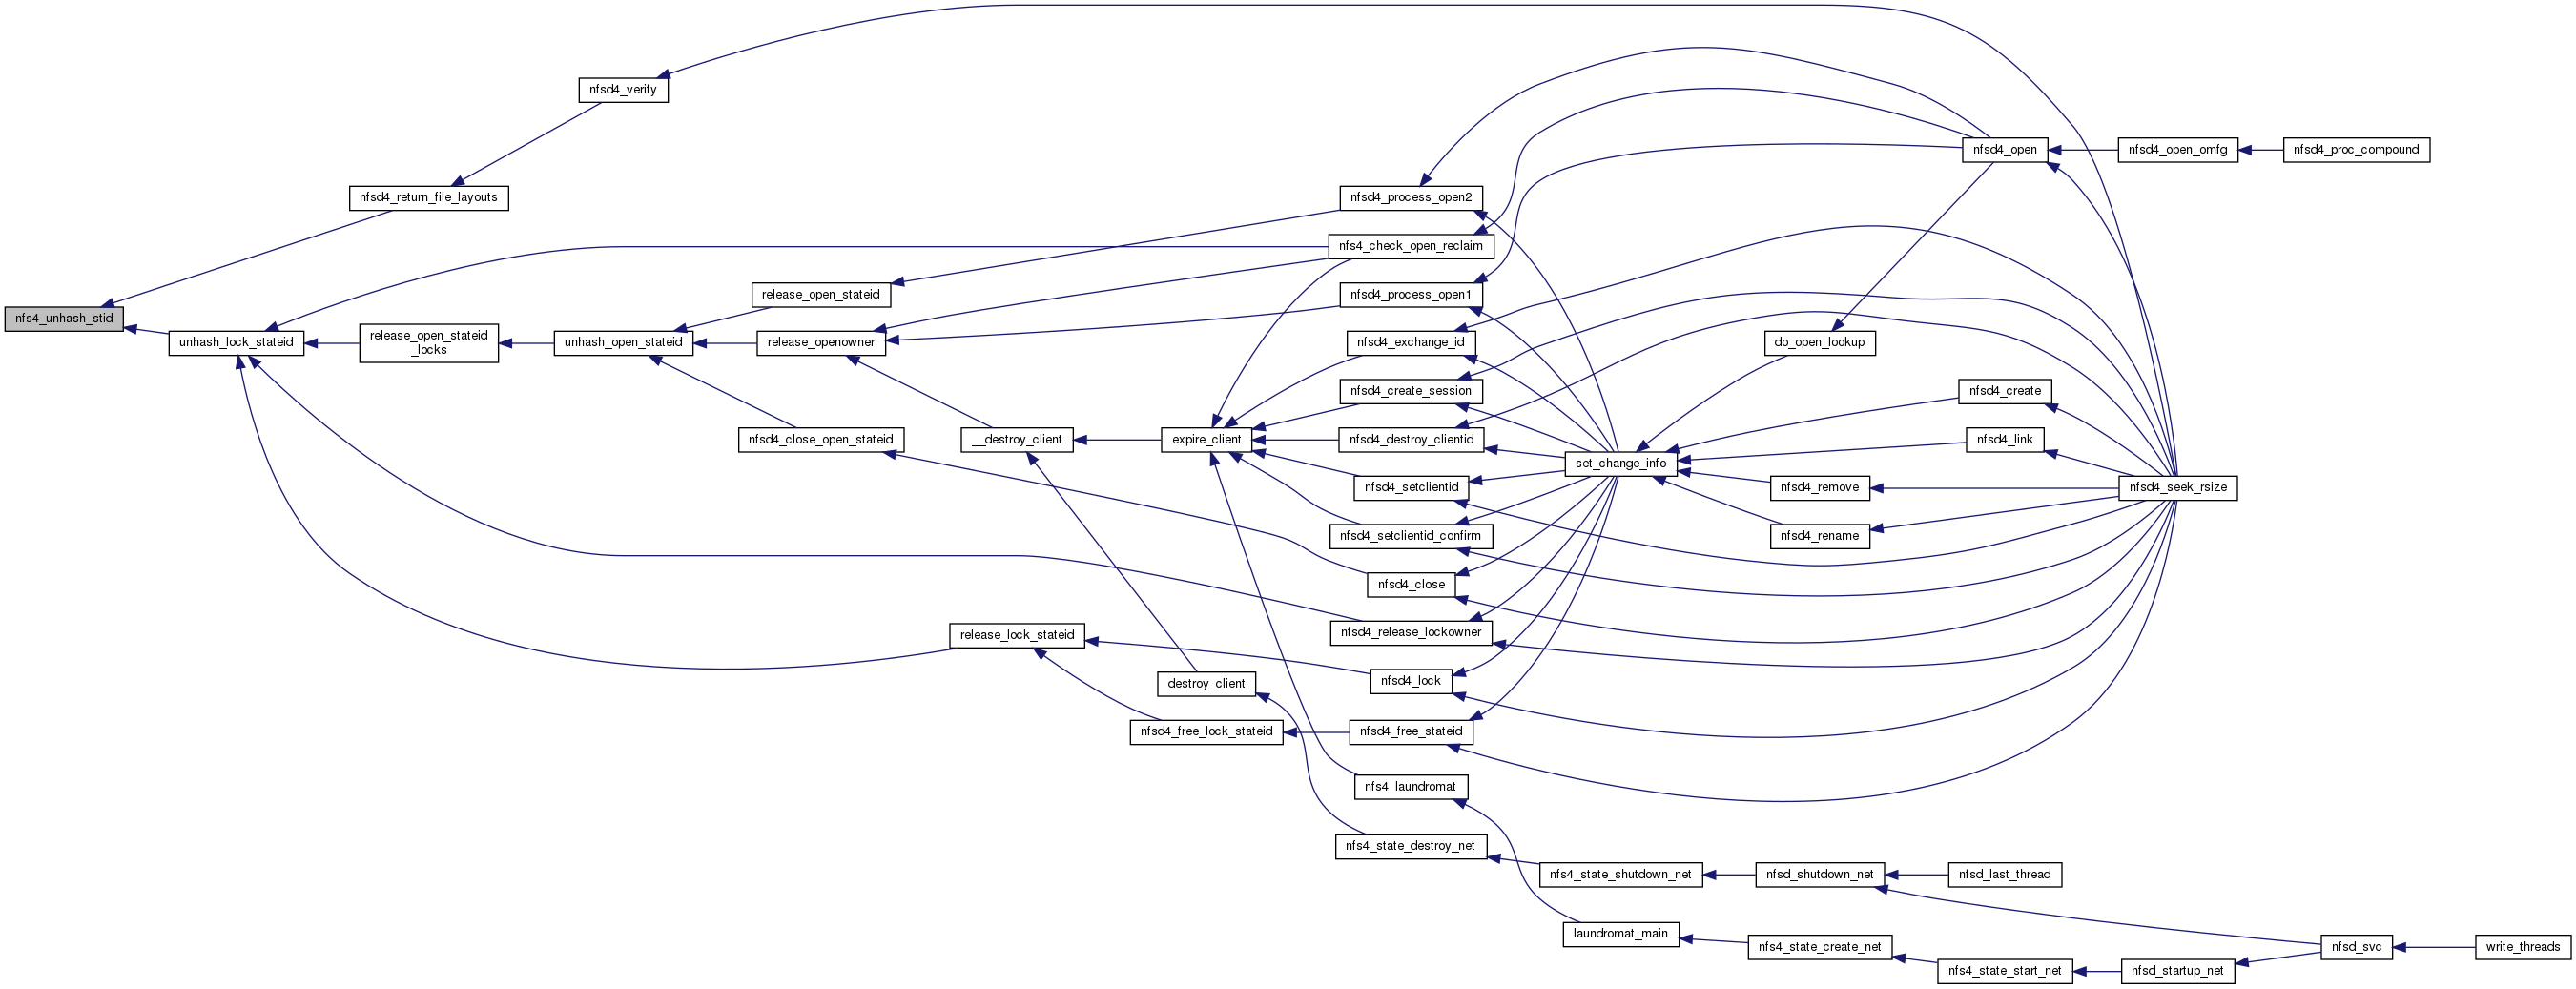 nfsd4_verify
nfsd4_open
nfsd4_open_omfg
nfsd4_proc_compound
nfsd4_return_file_layouts
nfsd4_process_open2
nfs4_check_open_reclaim
release_open_stateid
nfsd4_process_open1
nfs4_unhash_stid
unhash_lock_stateid
release_open_stateid
_locks
unhash_open_stateid
release_openowner
nfsd4_exchange_id
do_open_lookup
nfsd4_create_session
nfsd4_create
nfsd4_close_open_stateid
__destroy_client
expire_client
nfsd4_destroy_clientid
nfsd4_link
set_change_info
nfsd4_setclientid
nfsd4_remove
nfsd4_seek_rsize
nfsd4_setclientid_confirm
nfsd4_rename
nfsd4_close
release_lock_stateid
nfsd4_release_lockowner
destroy_client
nfsd4_lock
nfsd4_free_lock_stateid
nfsd4_free_stateid
nfs4_laundromat
nfs4_state_destroy_net
nfs4_state_shutdown_net
nfsd_shutdown_net
nfsd_last_thread
laundromat_main
nfs4_state_create_net
nfsd_svc
write_threads
nfs4_state_start_net
nfsd_startup_net